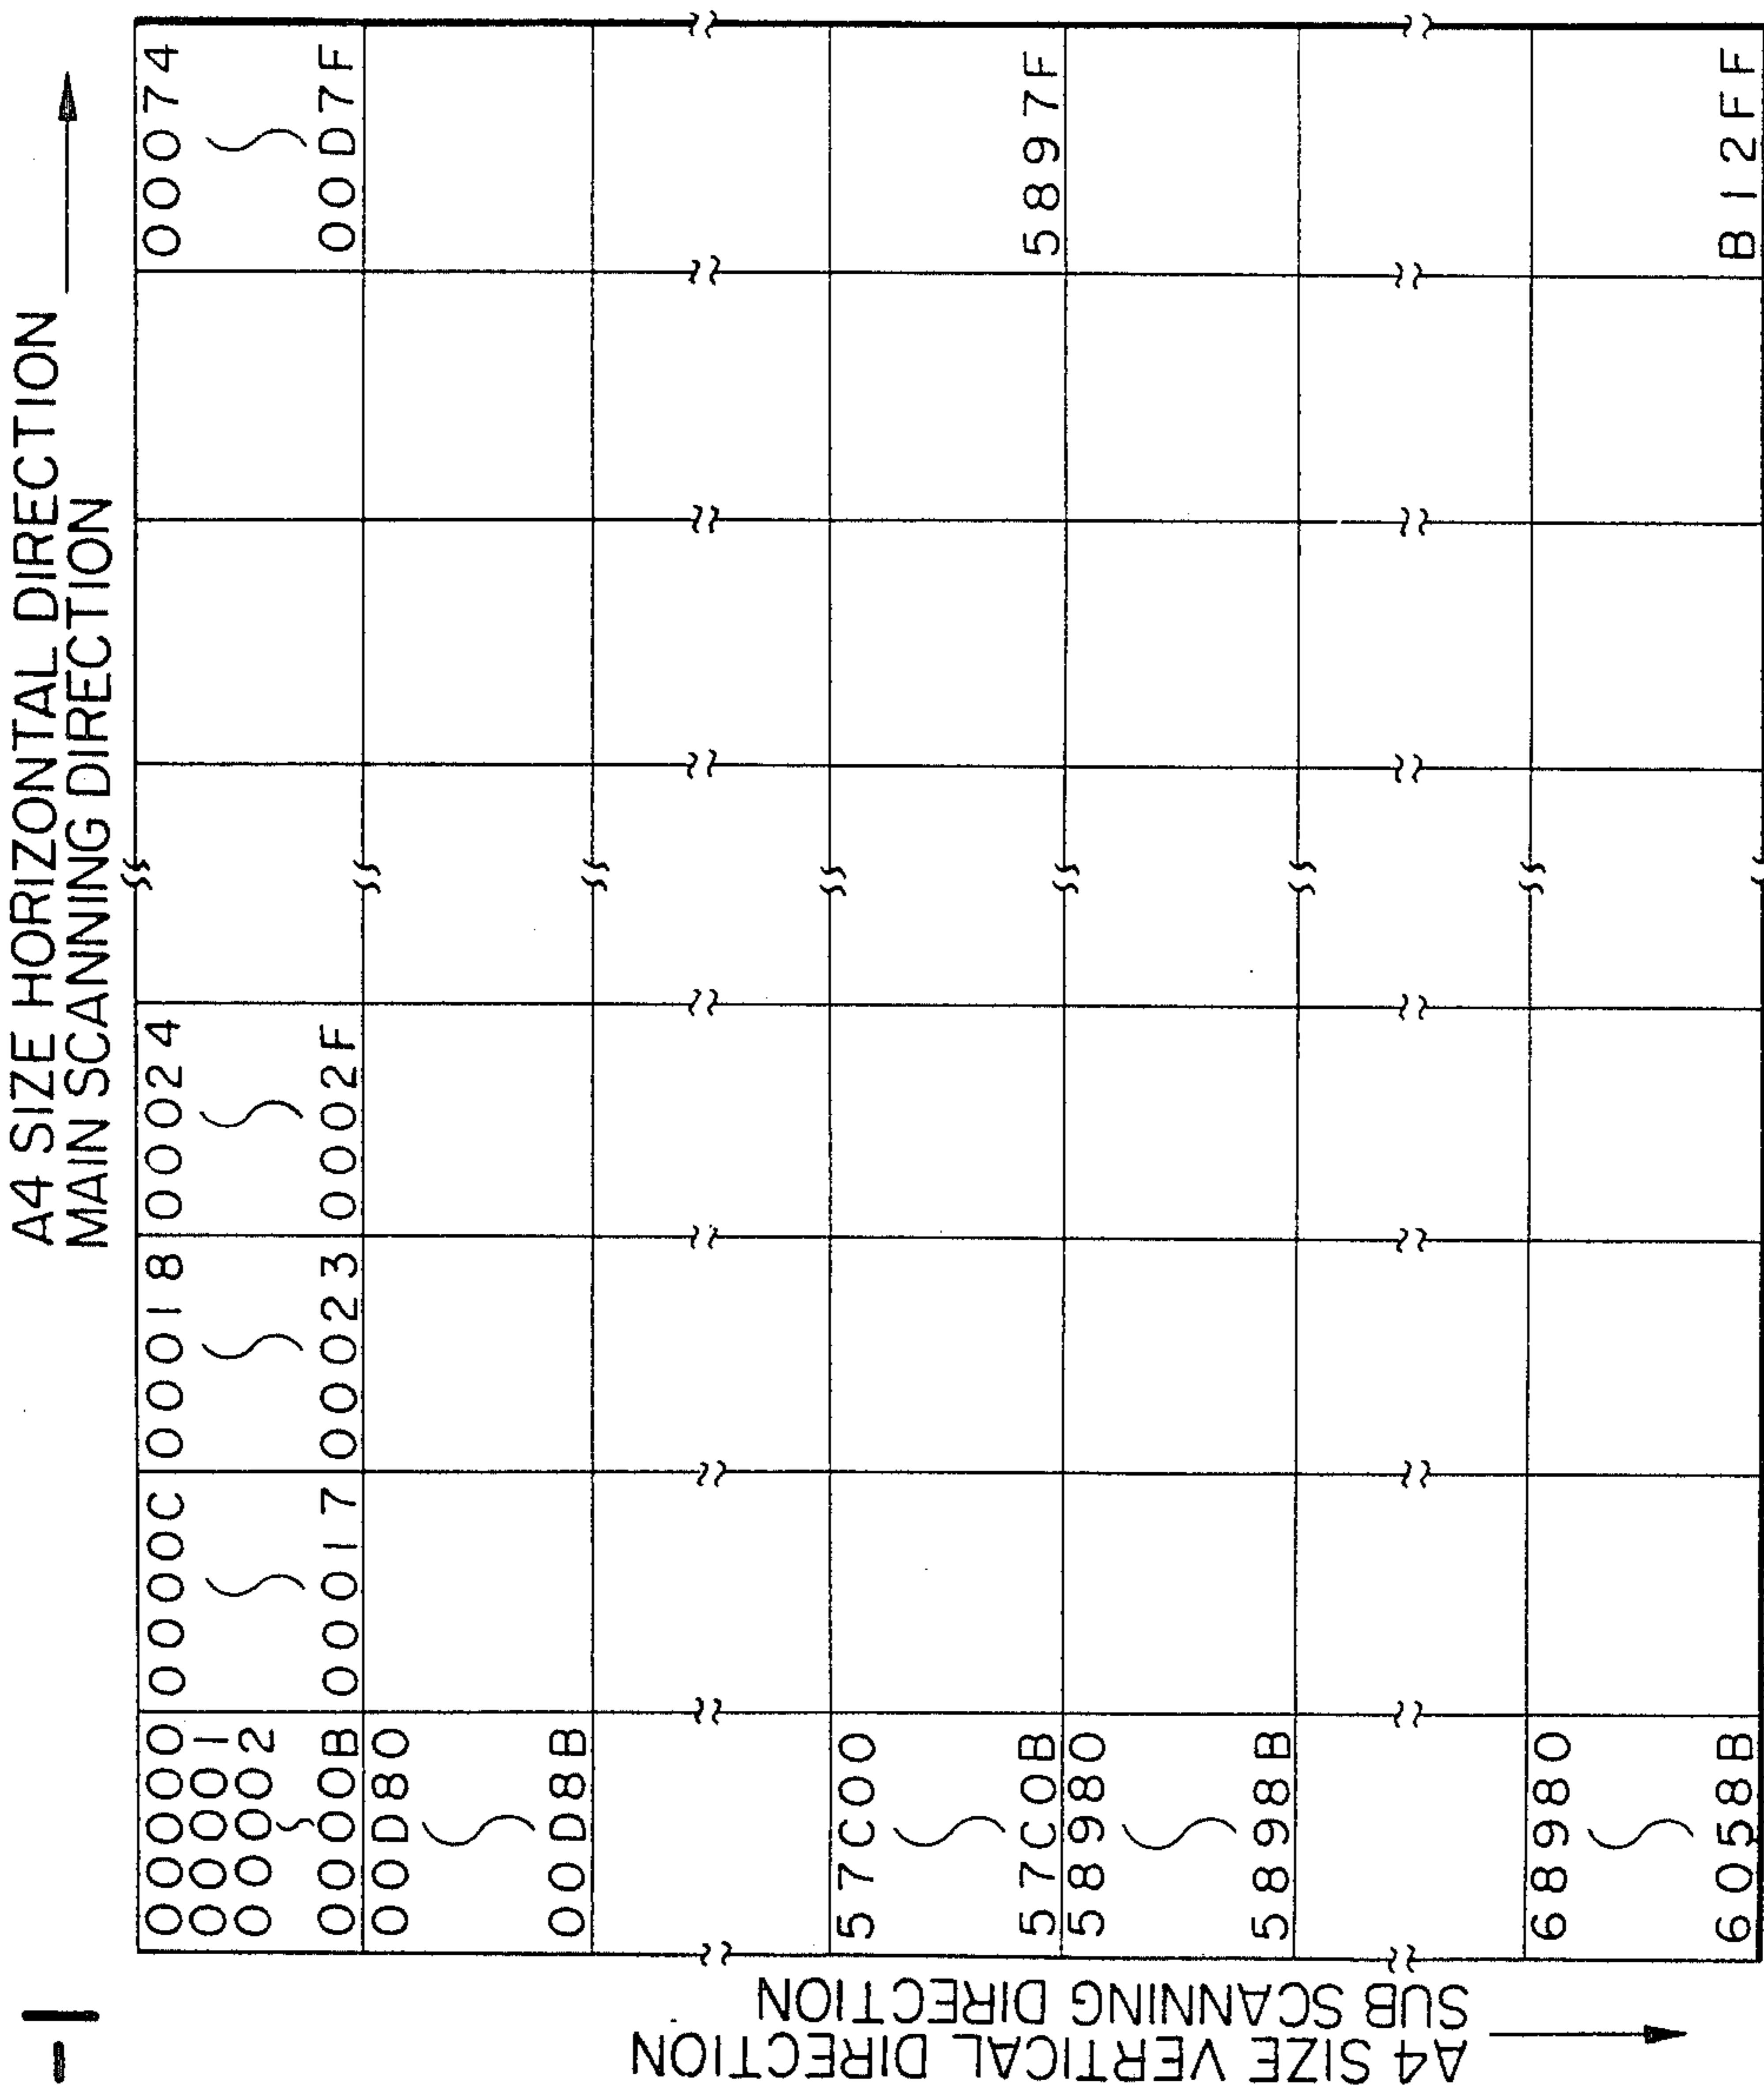 A4 SIZE HORIZONTAL DIRECTION
MAIN SCANNING DIRECTION
00000 0000C 00018 00024 00074
00001
00002
0000B 00017 00023 0002F 00D7F
00D80
00D8B
57C00
57C0B 5897F
58980
5898B
68980
6058B B12FF
A4 SIZE VERTICAL DIRECTION
SUB SCANNING DIRECTION